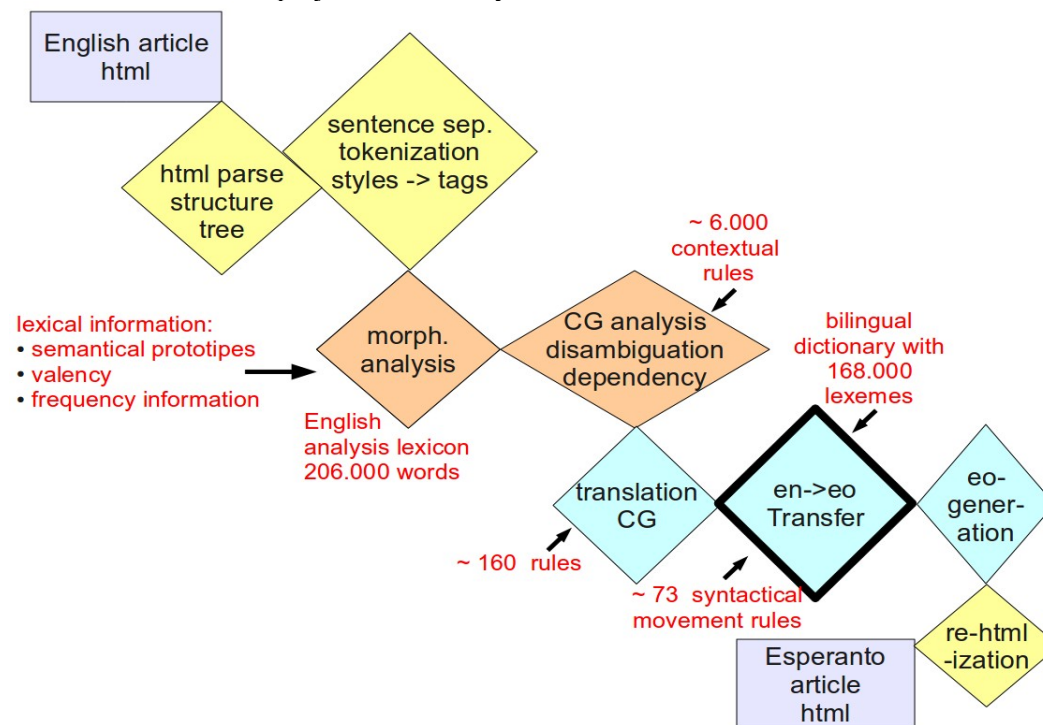 English article
html
html parse
structure
tree
sentence sep.
tokenization
styles -> tags
~ 6.000
contextual
rules
lexical information:
• semantical prototipes
• valency
• frequency information
morph.
analysis
English
analysis lexicon
206.000 words
CG analysis
disambiguation
dependency
bilingual
dictionary with
168.000
lexemes
translation
CG
~ 160 rules
en->eo
Transfer
~ 73 syntactical
movement rules
eo-
gener-
ation
re-html
-ization
Esperanto
article
html